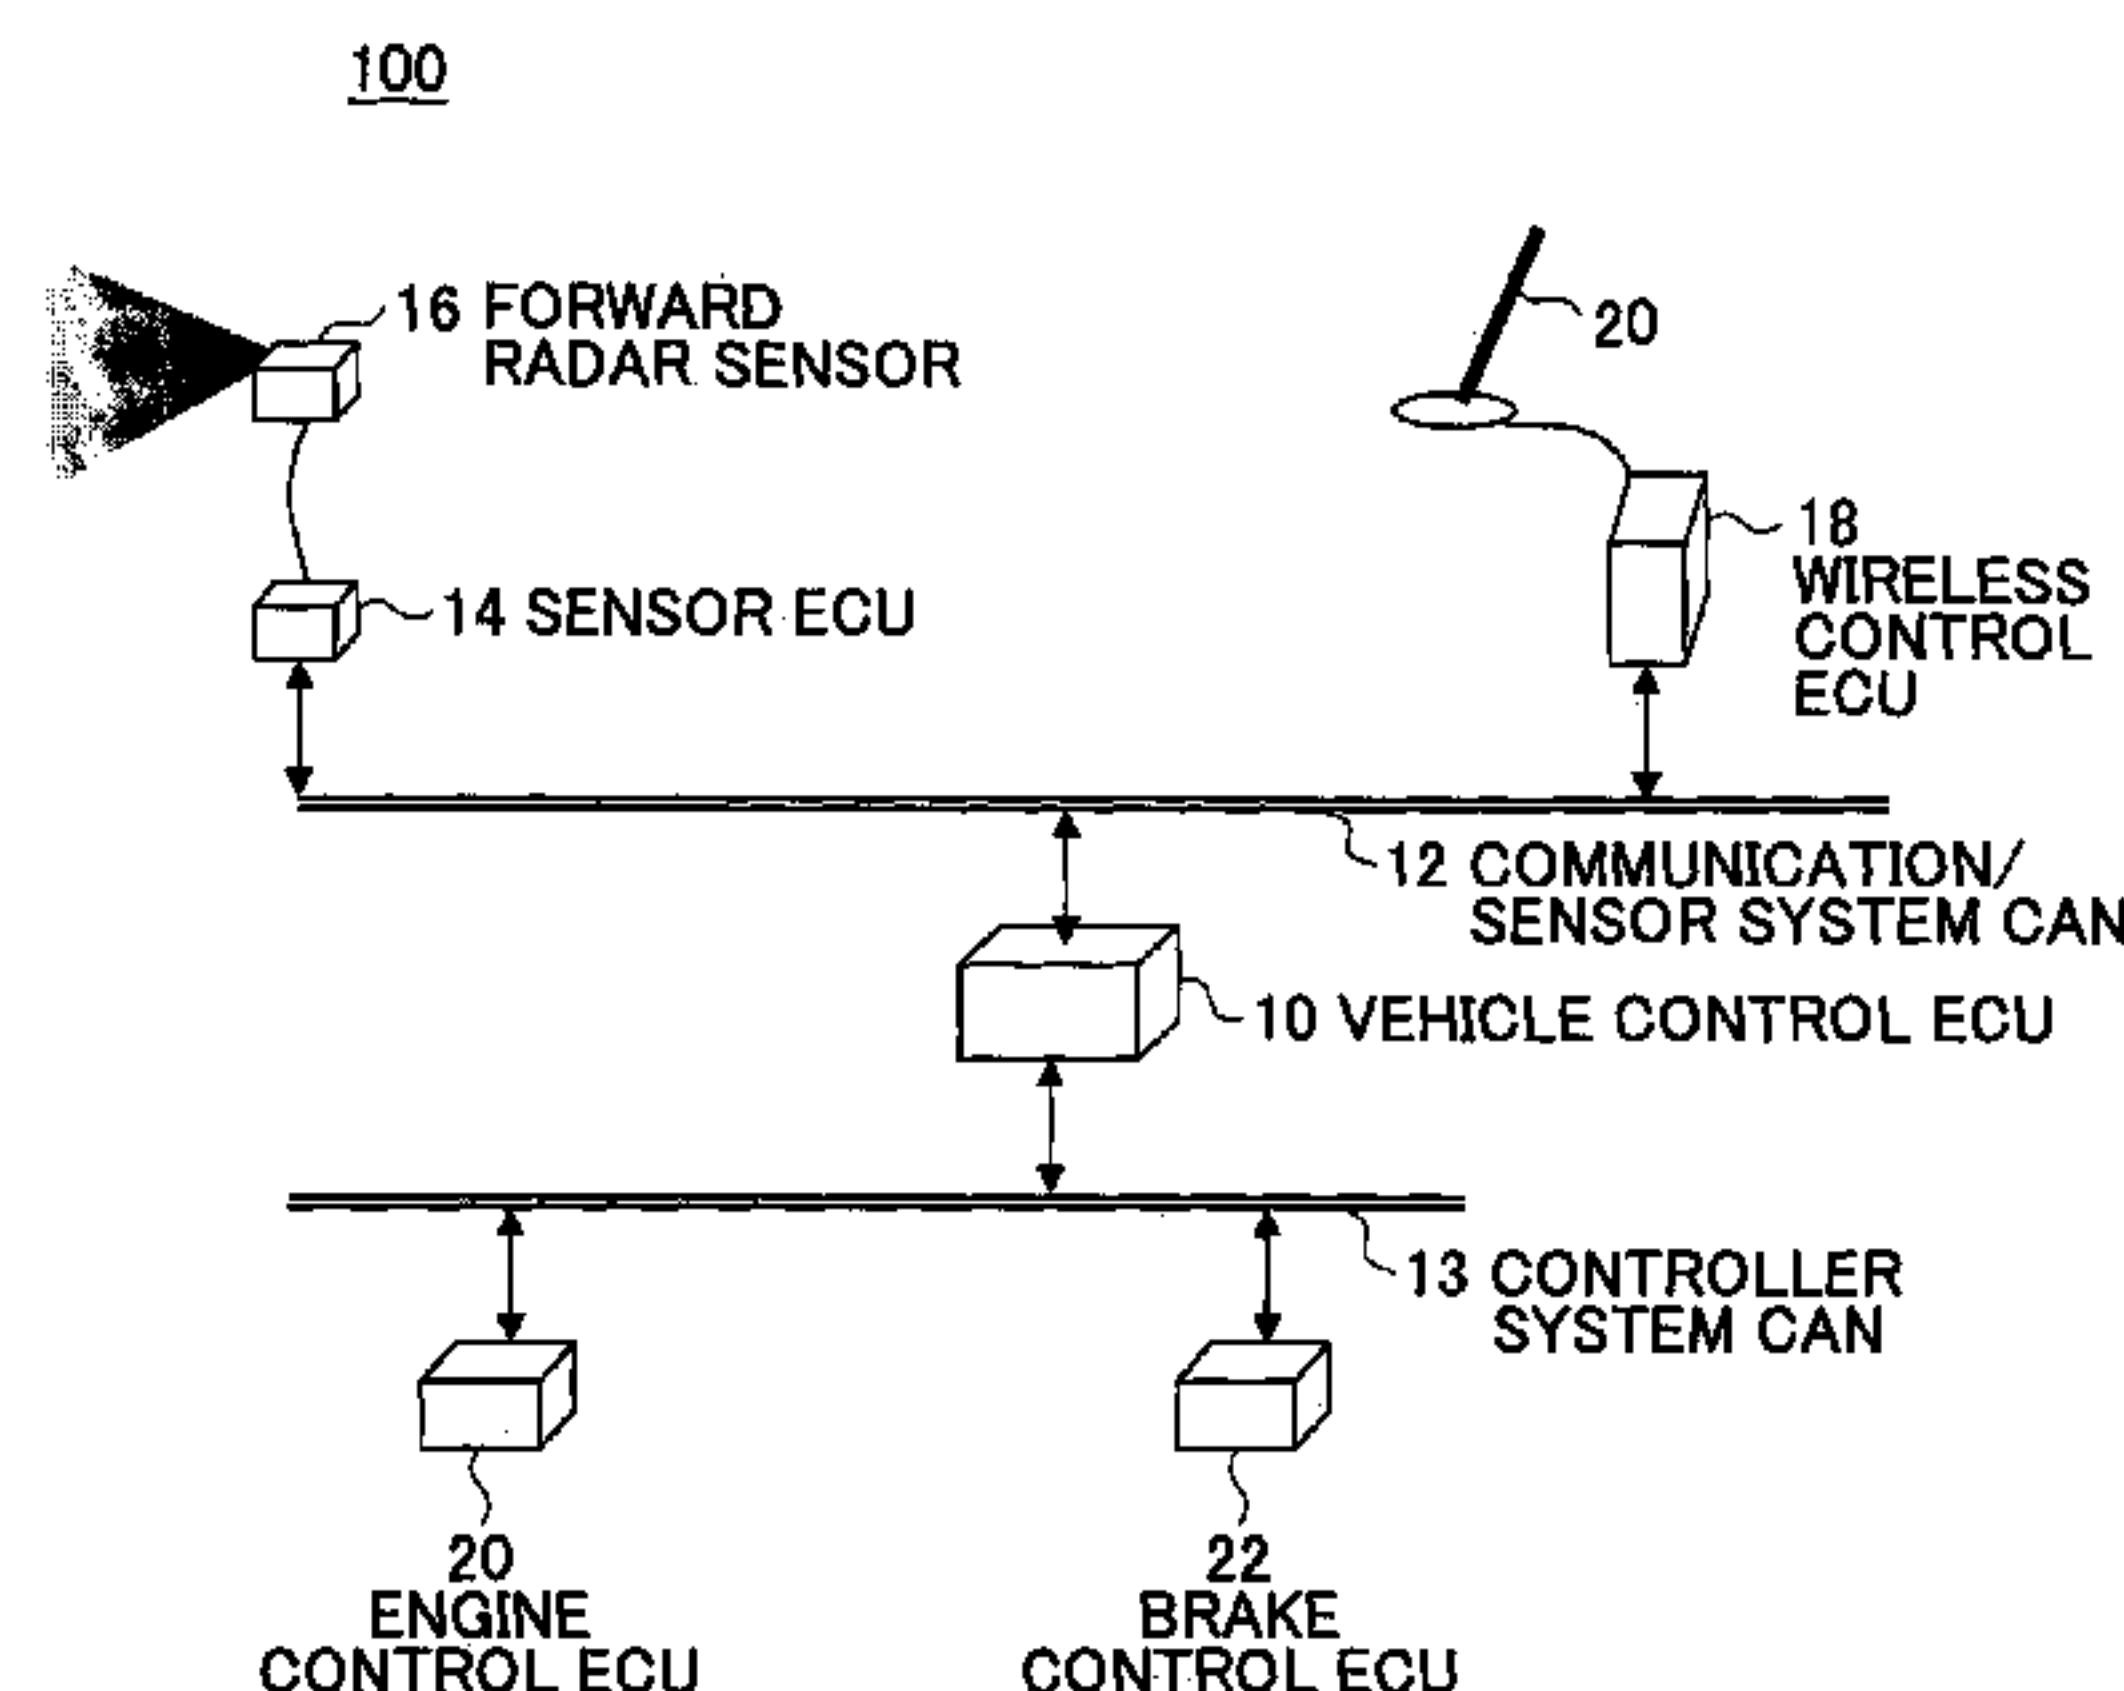 100
16 FORWARD
RADAR SENSOR
20
14 SENSOR ECU
18
WIRELESS
CONTROL
ECU
12 COMMUNICATION/
SENSOR SYSTEM CAN
10 VEHICLE CONTROL ECU
13 CONTROLLER
SYSTEM CAN
20
ENGINE
CONTROL ECU
22
BRAKE
CONTROL ECU